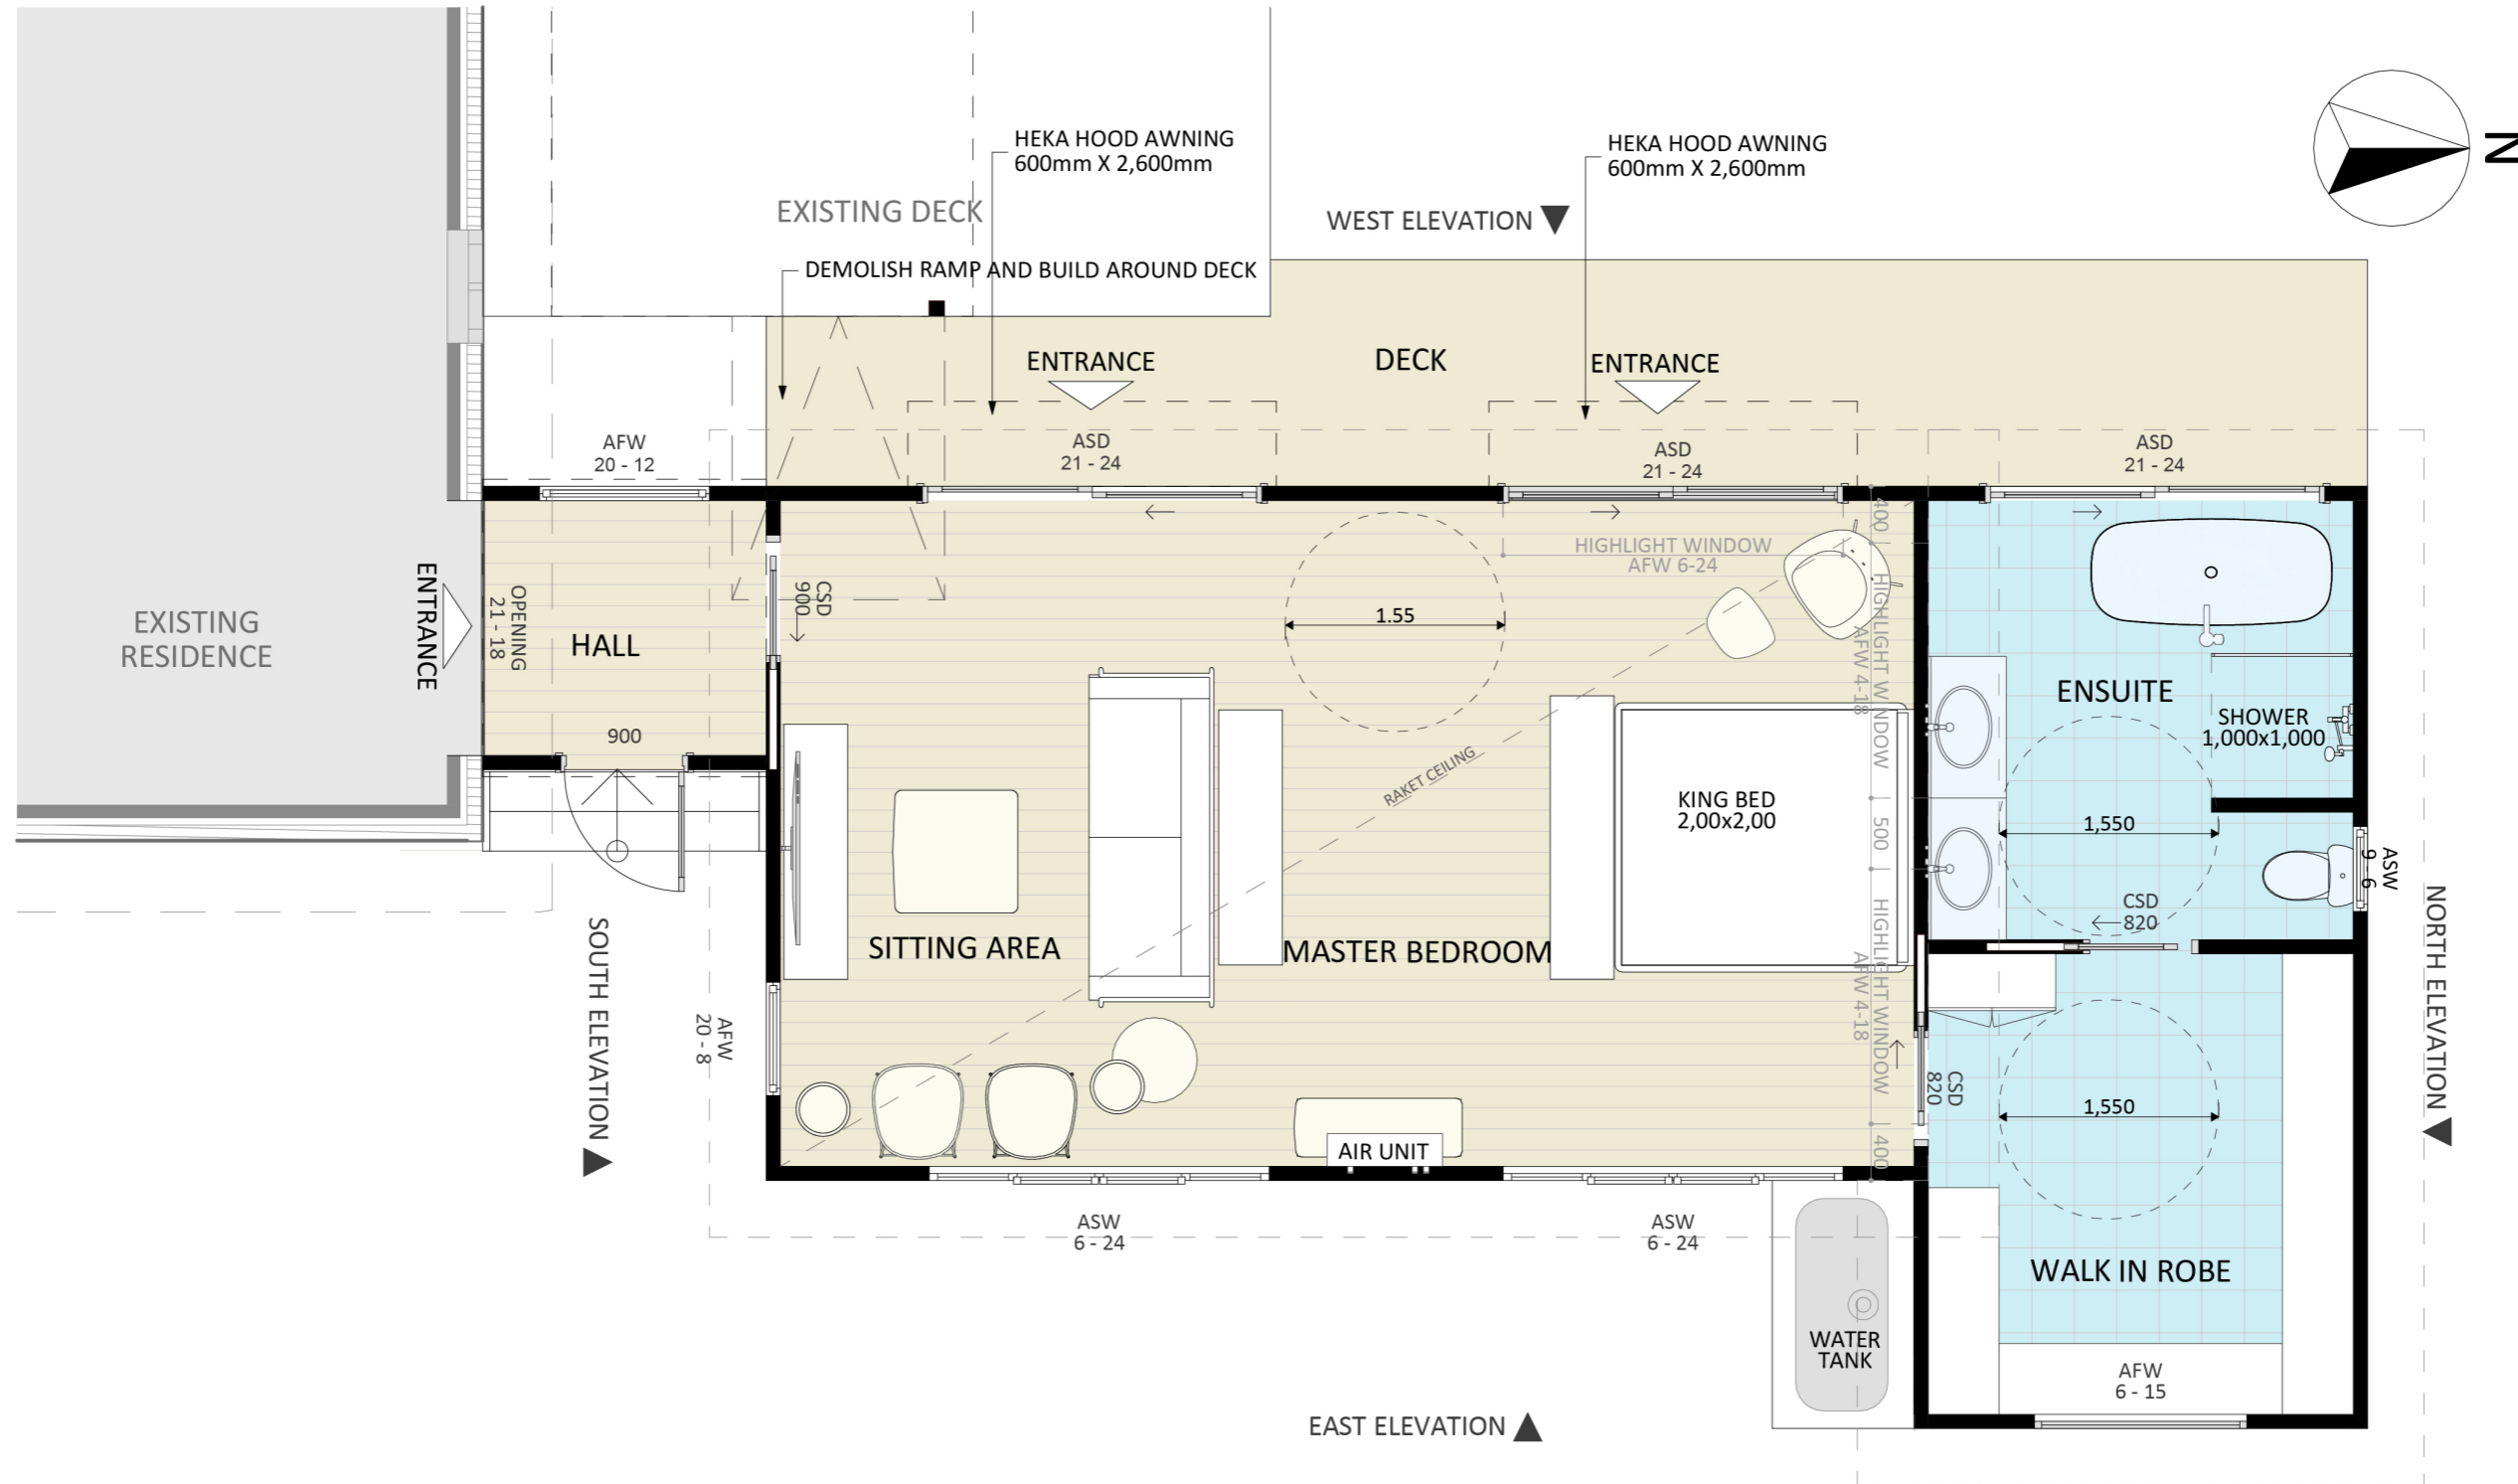 HEKA HOOD AWNING
600mm X 2,600mm
HEKA HOOD AWNING
600mm X 2,600mm
N
EXISTING DECK
WEST ELEVATION
DEMOLISH RAMP AND BUILD AROUND DECK
ENTRANCE
DECK
ENTRANCE
AFW
20 - 12
ASD
21 - 24
ASD
21 - 24
ASD
21 - 24
EXISTING
RESIDENCE
ENTRANCE
OPENING
21 - 18
HALL
900
CSD
900
1.55
HIGHLIGHT WINDOW
AFW 6-24
400
HIGHLIGHT WINDOW
AFW 4-18
500
HIGHLIGHT WINDOW
AFW 4-18
400
RAKET CEILING
KING BED
2,00x2,00
ENSUITE
SHOWER
1,000x1,000
1,550
CSD
820
ASW
9 - 6
NORTH ELEVATION
SITTING AREA
MASTER BEDROOM
SOUTH ELEVATION
AFW
20 - 8
CSD
820
1,550
AIR UNIT
ASW
6 - 24
ASW
6 - 24
WALK IN ROBE
WATER
TANK
AFW
6 - 15
EAST ELEVATION